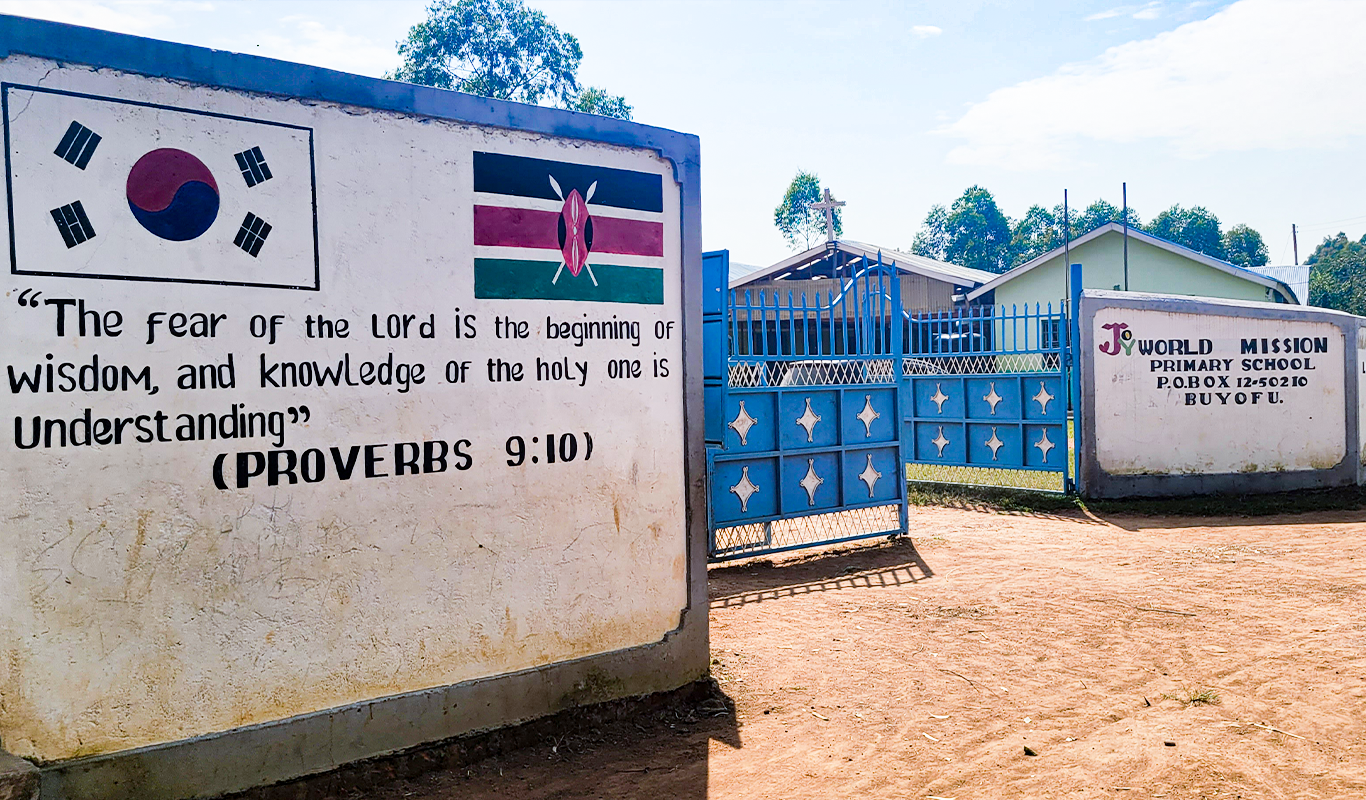 “The fear of the Lord is the beginning of
wisdom, and knowledge of the holy one is
Understanding”
(PROVERBS 9:10)
JOY WORLD MISSION
PRIMARY SCHOOL
P.O.BOX 12-50210
BUYOFU.